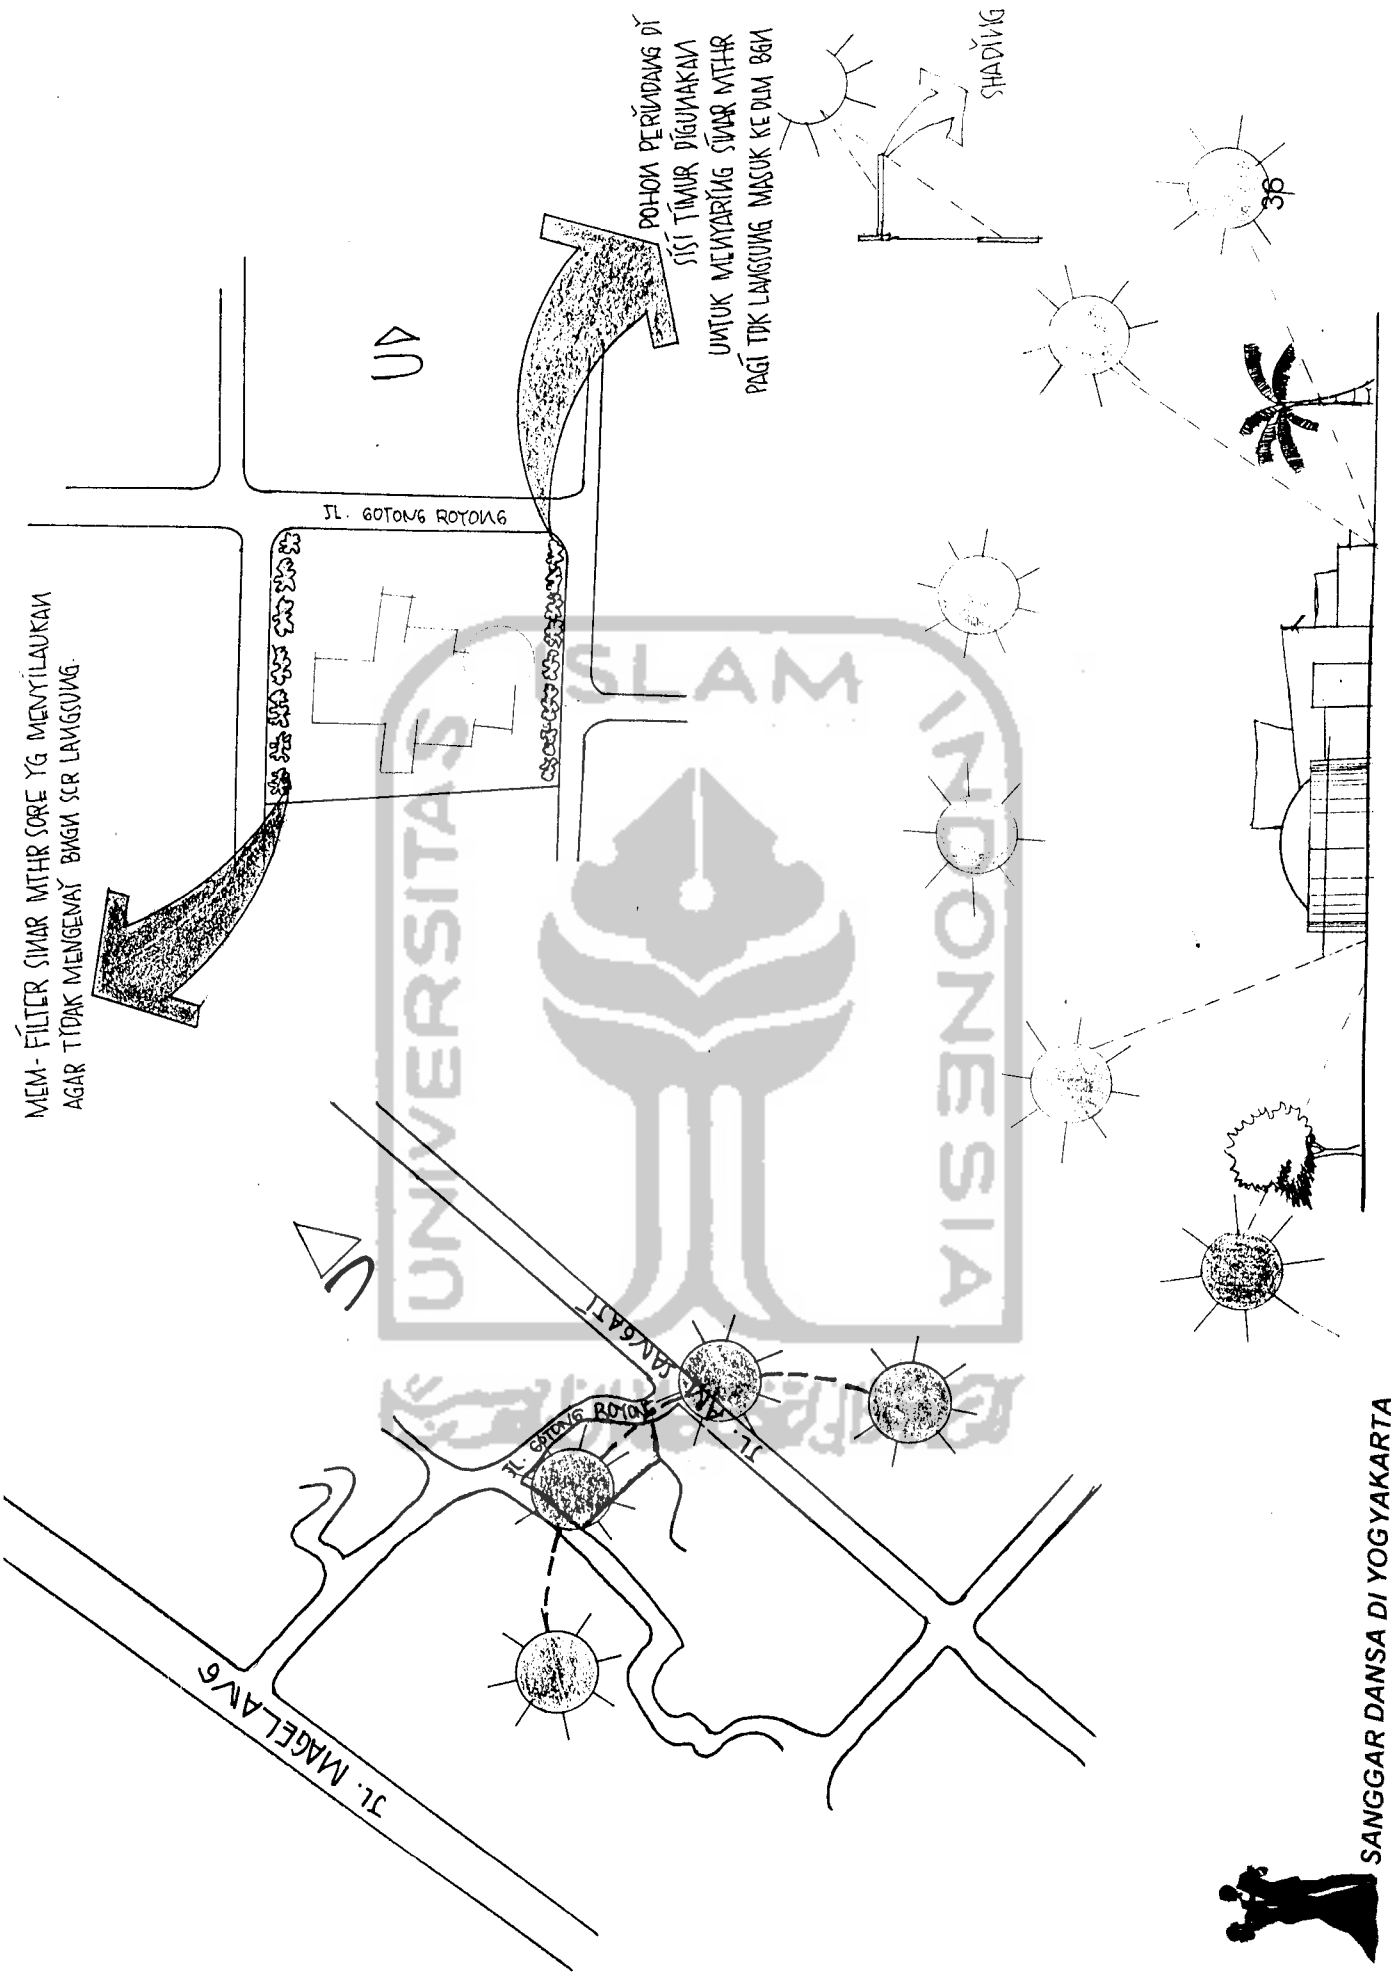 MEM- FILTER SINAR MTHR SORE YG MENYILAUKAN
AGAR TIDAK MENGENAI BNGN SCR LANGSUNG.
JL. GOTONG ROYONG
U
POHON PERINDANG DI
SISI TIMUR DIGUNAKAN
UNTUK MENYARING SINAR MTHR
PAGI TDK LANGSUNG MASUK KE DLM BGN
SHADING
36
JL. MAGELANG
U
JL. GOTONG ROYONG
JL. MANGSANGATI
UNIVERSITAS
ISLAM
INDONESIA
SANGGAR DANSA DI YOGYAKARTA